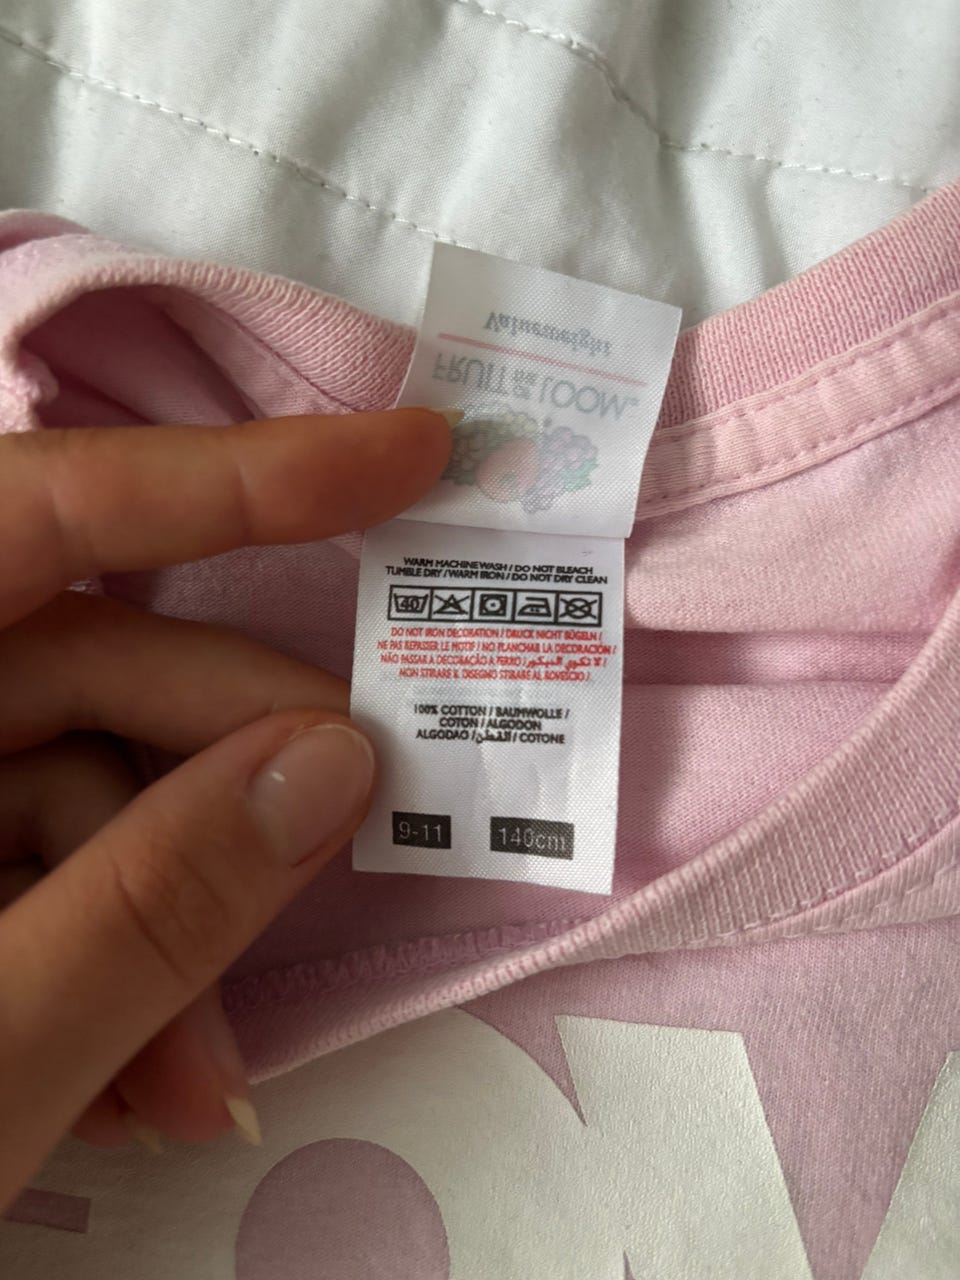 Valueweight
FRUIT OF THE LOOM™
WARM MACHINE WASH / DO NOT BLEACH
TUMBLE DRY / WARM IRON / DO NOT DRY CLEAN
40
DO NOT IRON DECORATION / DRUCK NICHT BÜGELN /
NE PAS REPASSER LE MOTIF / NO PLANCHAR LA DECORACIÓN /
NÃO PASSAR A DECORAÇÃO A FERRO / لا تكوي الديكور /
NON STIRARE IL DISEGNO STIRARE AL ROVESCIO /
100% COTTON / BAUMWOLLE /
COTON / ALGODON
ALGODAO / القطن / COTONE
9-11 140cm